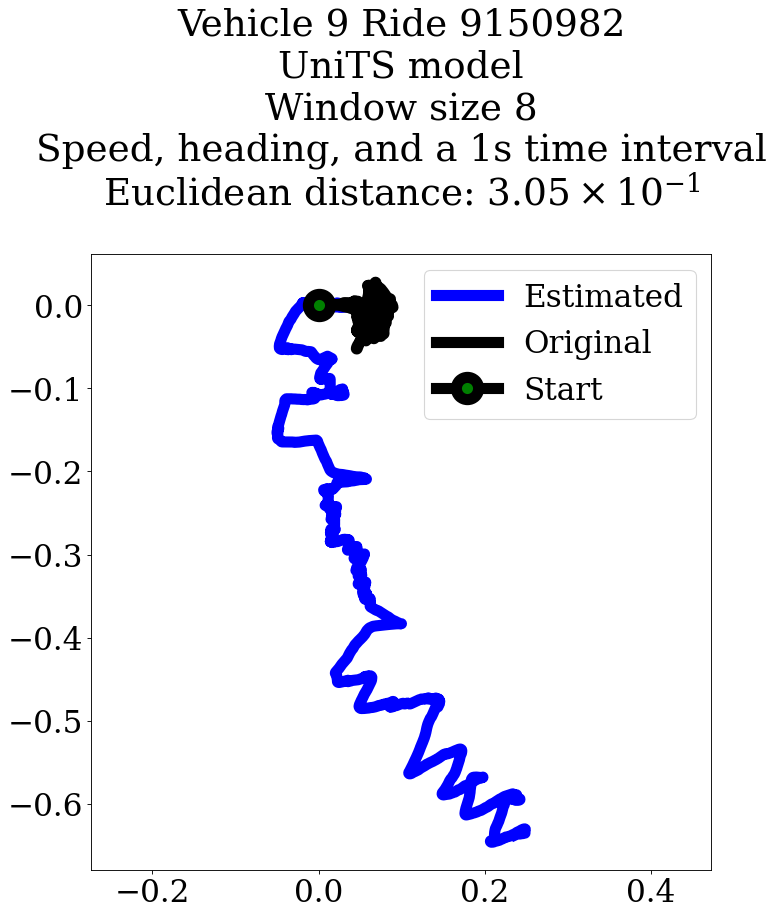 Vehicle 9 Ride 9150982
UniTS model
Window size 8
Speed, heading, and a 1s time interval
Euclidean distance: 3.05 × 10⁻¹
Estimated
Original
Start
0.0
−0.1
−0.2
−0.3
−0.4
−0.5
−0.6
−0.2 0.0 0.2 0.4